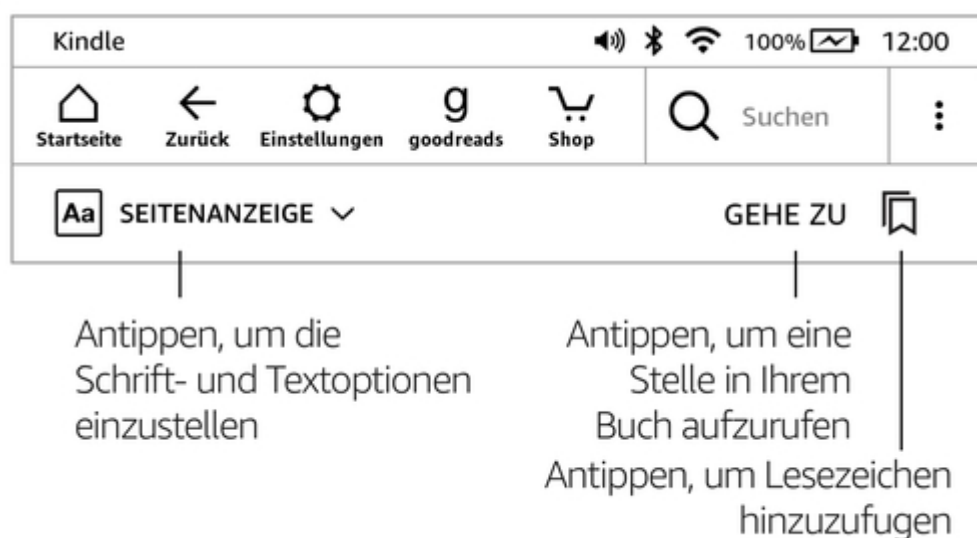 Kindle 100% 12:00
Startseite Zurück Einstellungen g goodreads Shop Suchen
Aa SEITENANZEIGE GEHE ZU
Antippen, um die
Schrift- und Textoptionen
einzustellen
Antippen, um eine
Stelle in Ihrem
Buch aufzurufen
Antippen, um Lesezeichen
hinzuzufugen